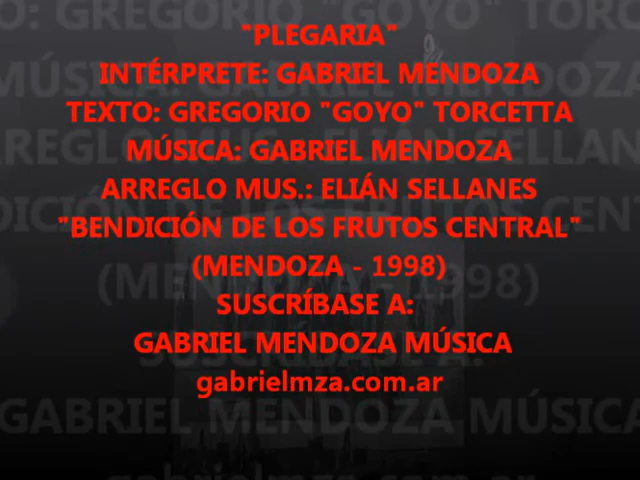 "PLEGARIA"
INTÉRPRETE: GABRIEL MENDOZA
TEXTO: GREGORIO "GOYO" TORCETTA
MÚSICA: GABRIEL MENDOZA
ARREGLO MUS.: ELIÁN SELLANES
"BENDICIÓN DE LOS FRUTOS CENTRAL"
(MENDOZA - 1998)
SUSCRÍBASE A:
GABRIEL MENDOZA MÚSICA
gabrielmza.com.ar